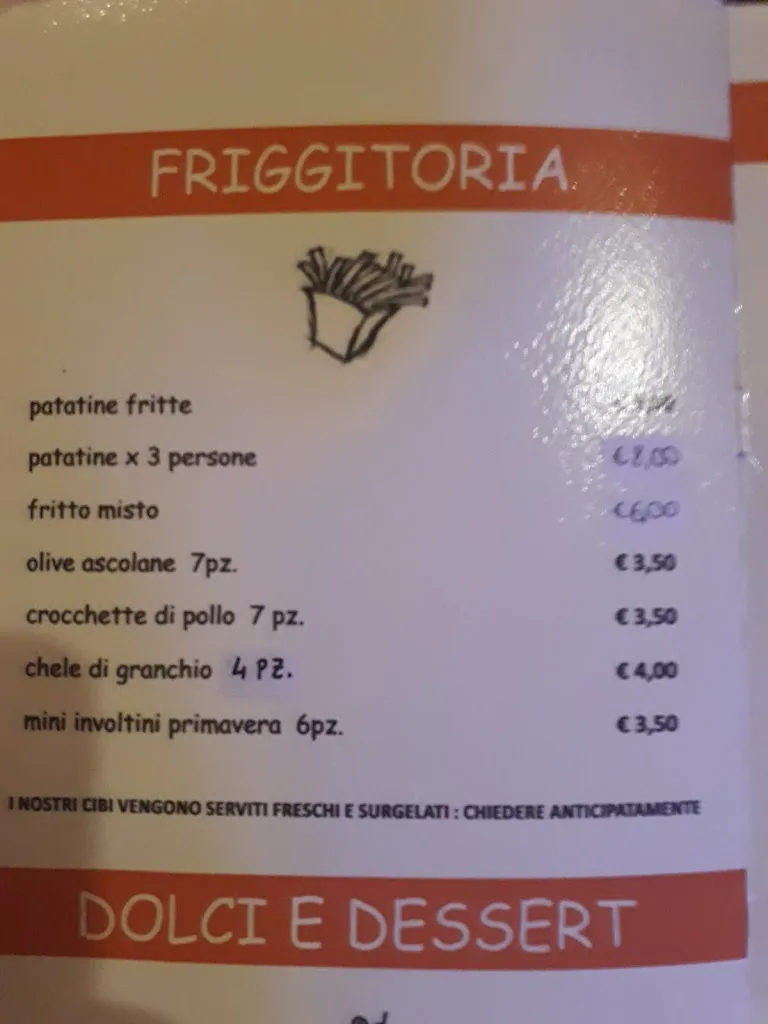 FRIGGITORIA
patatine fritte
patatine x 3 persone €8,00
fritto misto €6,00
olive ascolane 7pz. €3,50
crocchette di pollo 7 pz. €3,50
chele di granchio 4 PZ. €4,00
mini involtini primavera 6pz. €3,50
I NOSTRI CIBI VENGONO SERVITI FRESCHI E SURGELATI : CHIEDERE ANTICIPATAMENTE
DOLCI E DESSERT